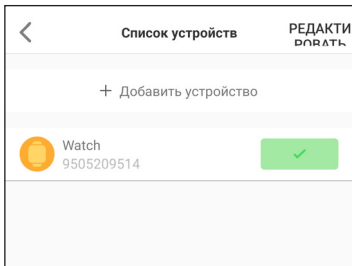 Список устройств
РЕДАКТИ
РОВАТЬ
+ Добавить устройство
Watch
9505209514